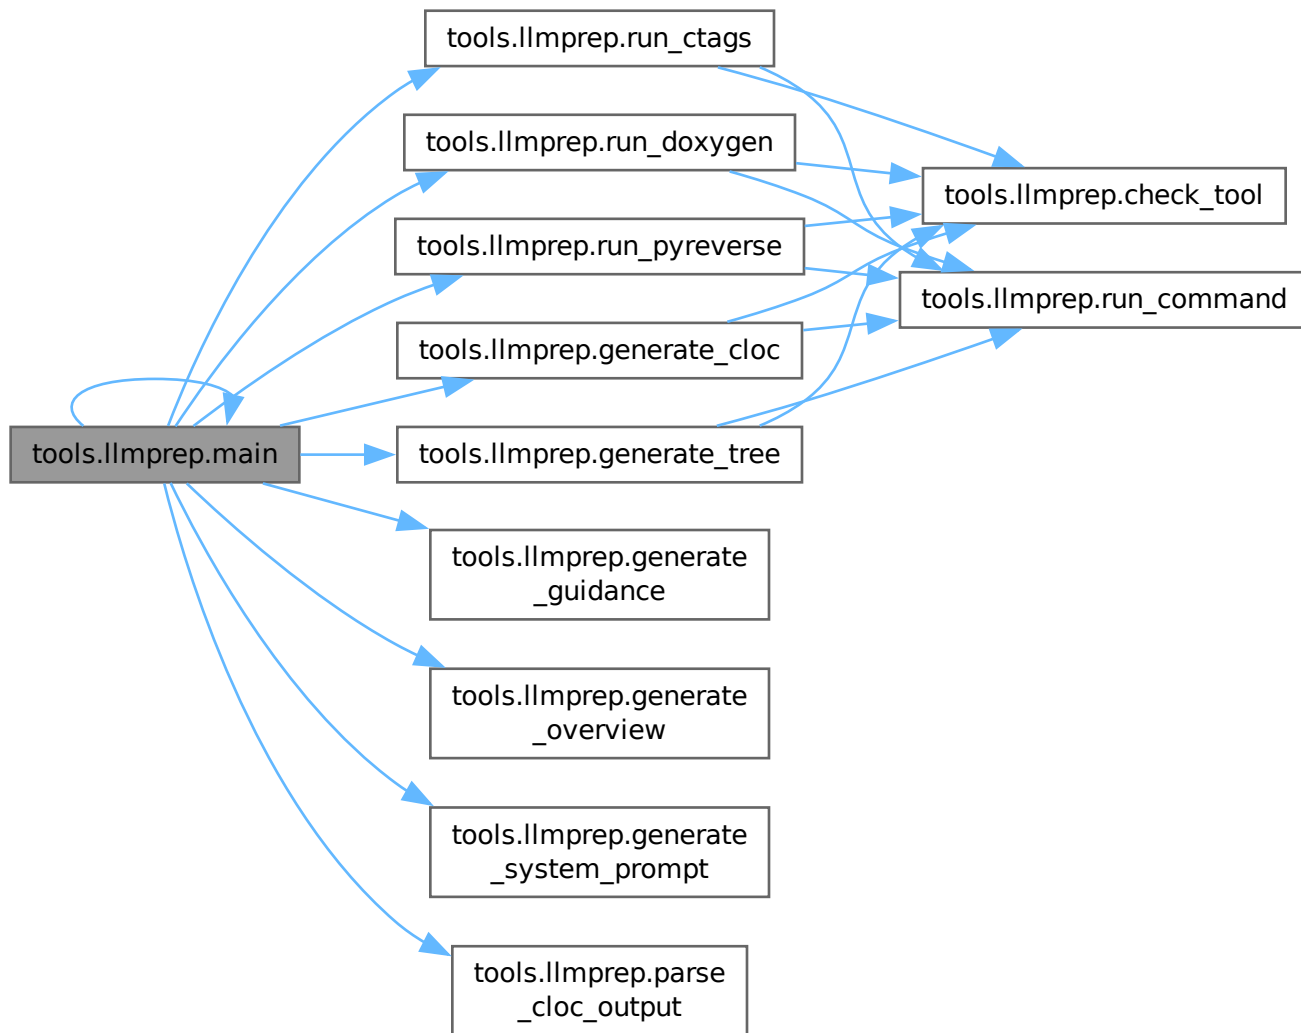 tools.llmprep.run_ctags
tools.llmprep.run_doxygen
tools.llmprep.check_tool
tools.llmprep.run_pyreverse
tools.llmprep.run_command
tools.llmprep.generate_cloc
tools.llmprep.main
tools.llmprep.generate_tree
tools.llmprep.generate
_guidance
tools.llmprep.generate
_overview
tools.llmprep.generate
_system_prompt
tools.llmprep.parse
_cloc_output